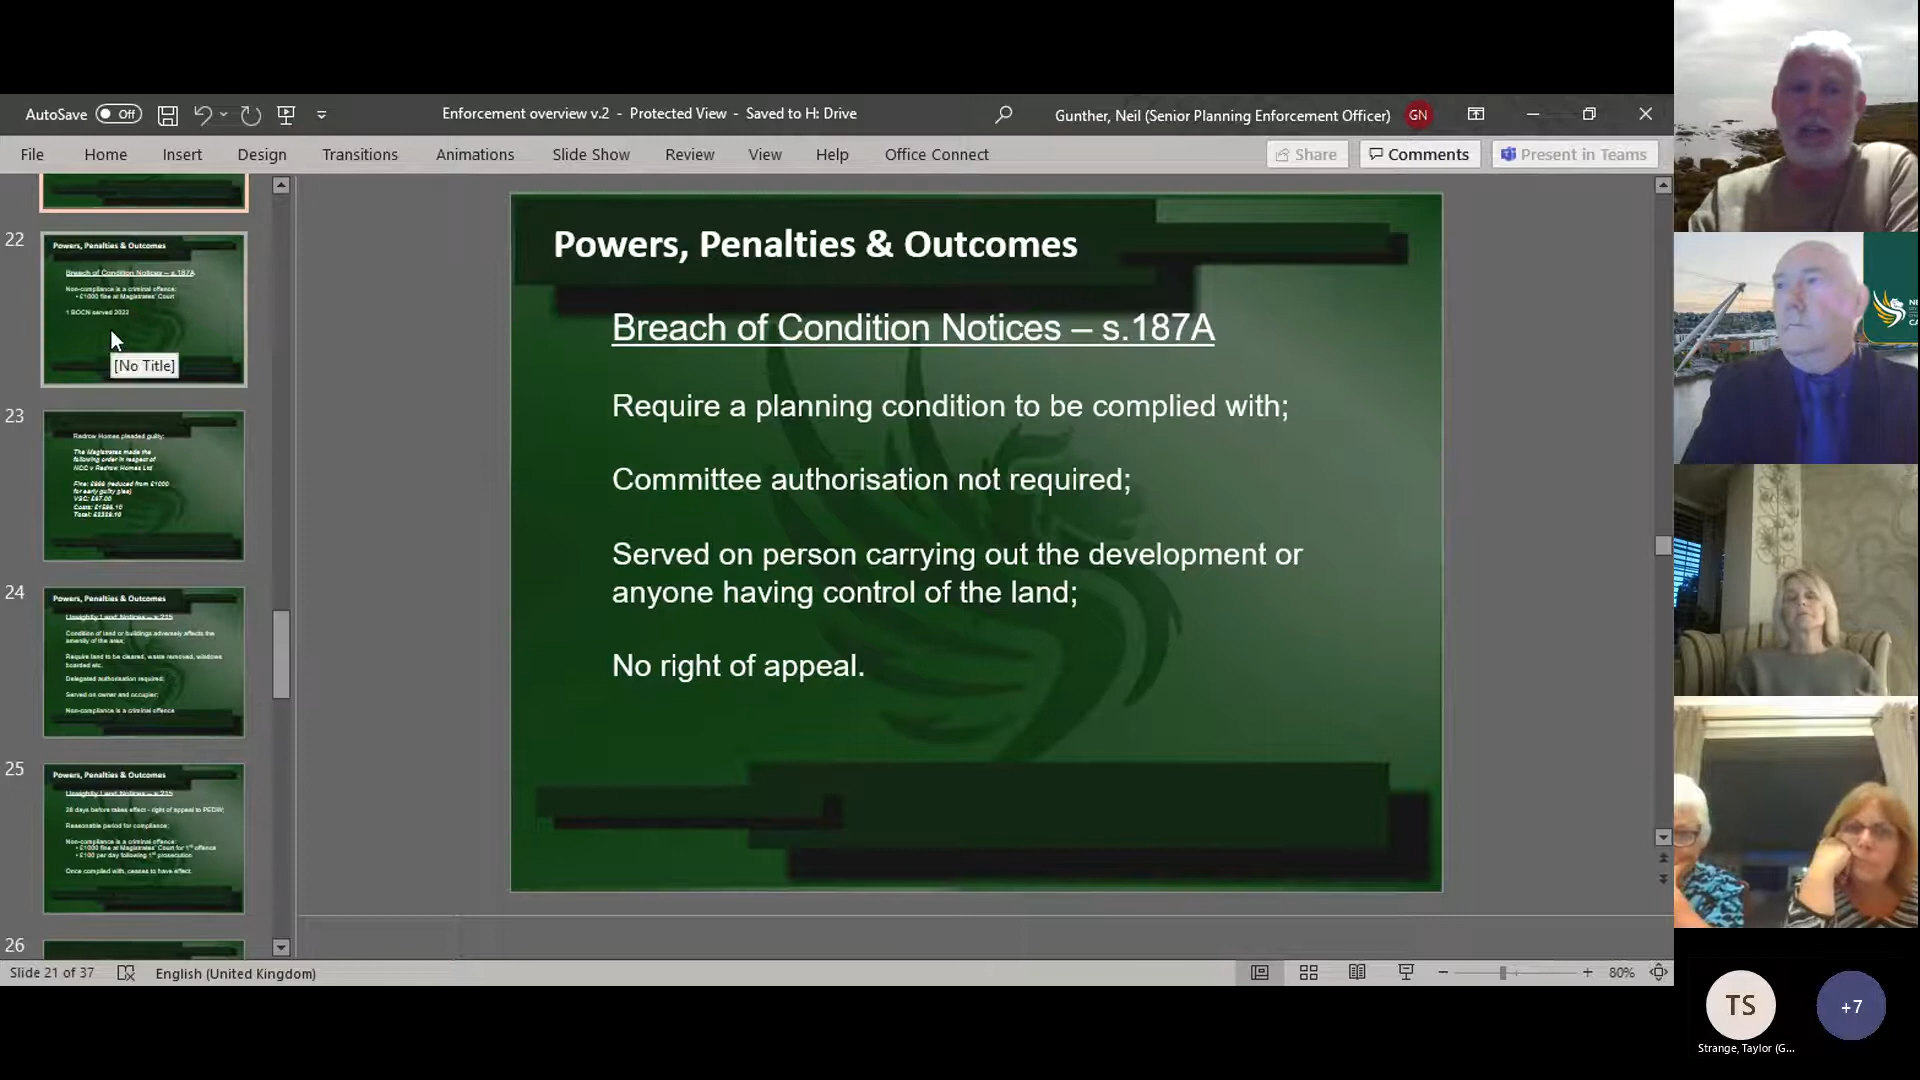 AutoSave Off
Enforcement overview v.2 - Protected View - Saved to H: Drive
Gunther, Neil (Senior Planning Enforcement Officer) GN
File Home Insert Design Transitions Animations Slide Show Review View Help Office Connect
Share Comments Present in Teams
22
Powers, Penalties & Outcomes
Breach of Condition Notices – s.187A
Non-compliance is a criminal offence:
• £1000 fine at Magistrates' Court
1 BOCN served 2023
[No Title]
23
Redrow Homes pleaded guilty:
The Magistrates made the
following order in respect of
NCC v Redrow Homes Ltd
Fine: £666 (reduced from £1000
for early guilty plea)
24
Powers, Penalties & Outcomes
Unsightly Land Notices – s.215
Condition of land or buildings adversely affects the
amenity of the area;
Require land to be cleared, waste removed, windows
boarded etc.
Delegated authorisation required;
Served on owner and occupier;
Non-compliance is a criminal offence
25
Powers, Penalties & Outcomes
Unsightly Land Notices – s.215
28 days before takes effect - right of appeal to PEDW;
Reasonable period for compliance;
Non-compliance is a criminal offence:
• £1000 fine at Magistrates' Court for 1st offence
• £100 per day following 1st prosecution
Once complied with, ceases to have effect.
26
Powers, Penalties & Outcomes
Breach of Condition Notices – s.187A
Require a planning condition to be complied with;
Committee authorisation not required;
Served on person carrying out the development or
anyone having control of the land;
No right of appeal.
Slide 21 of 37 English (United Kingdom)
80%
TS
+7
Strange, Taylor (G...